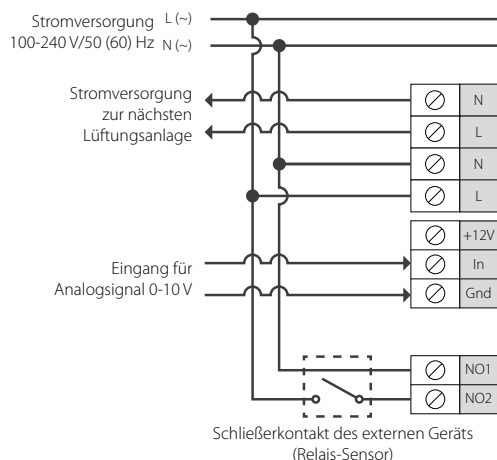 Stromversorgung L (~)
100-240 V/50 (60) Hz N (~)
Stromversorgung
zur nächsten
Lüftungsanlage
N
L
N
L
+12V
Eingang für
Analogsignal 0-10 V
In
Gnd
NO1
NO2
Schließerkontakt des externen Geräts
(Relais-Sensor)